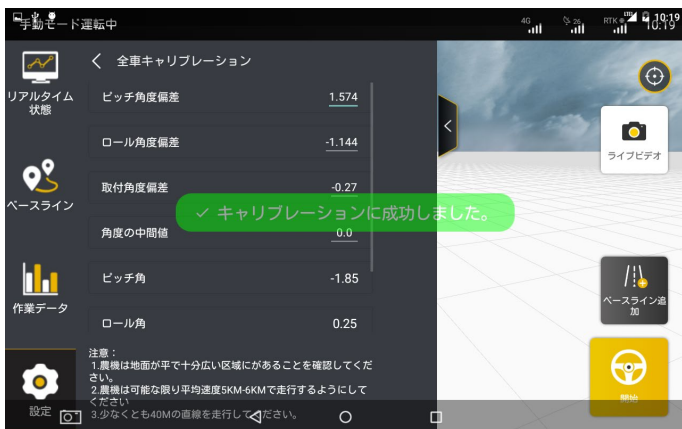 手動モード運転中
4G
26
RTK
LTE
10:19
10:19
全車キャリブレーション
リアルタイム
状態
ピッチ角度偏差 1.574
ロール角度偏差 -1.144
ライブビデオ
取付角度偏差 -0.27
ベースライン
✓ キャリブレーションに成功しました。
角度の中間値 0.0
ピッチ角 -1.85
作業データ
ベースライン追
加
ロール角 0.25
注意：
1.農機は地面が平で十分広い区域にがあることを確認してくだ
さい。
2.農機は可能な限り平均速度5KM-6KMで走行するようにして
ください
3.少なくとも40Mの直線を走行してください。
設定
開始